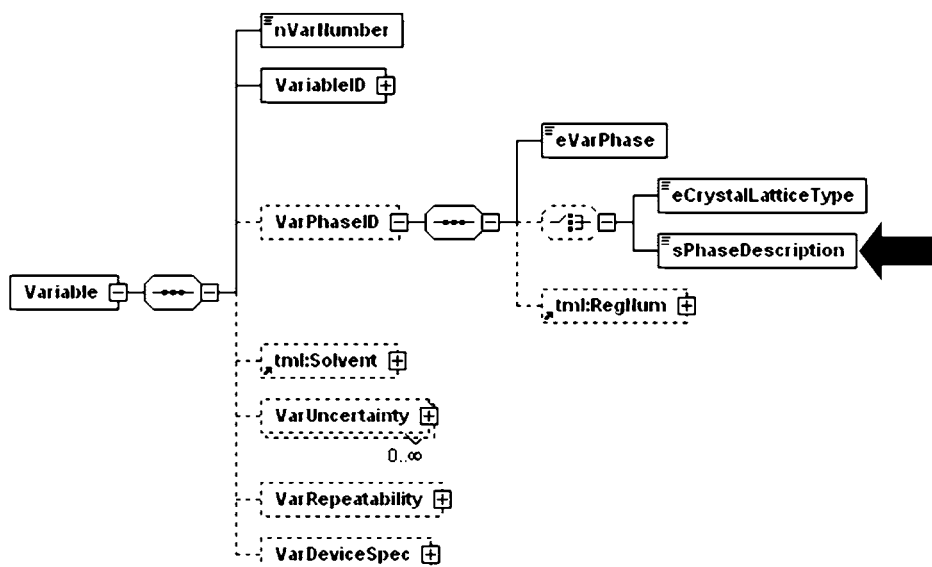 nVarNumber
VariableID
eVarPhase
VarPhaseID
eCrystalLatticeType
sPhaseDescription
Variable
tml:RegNum
tml:Solvent
VarUncertainty
0..∞
VarRepeatability
VarDeviceSpec